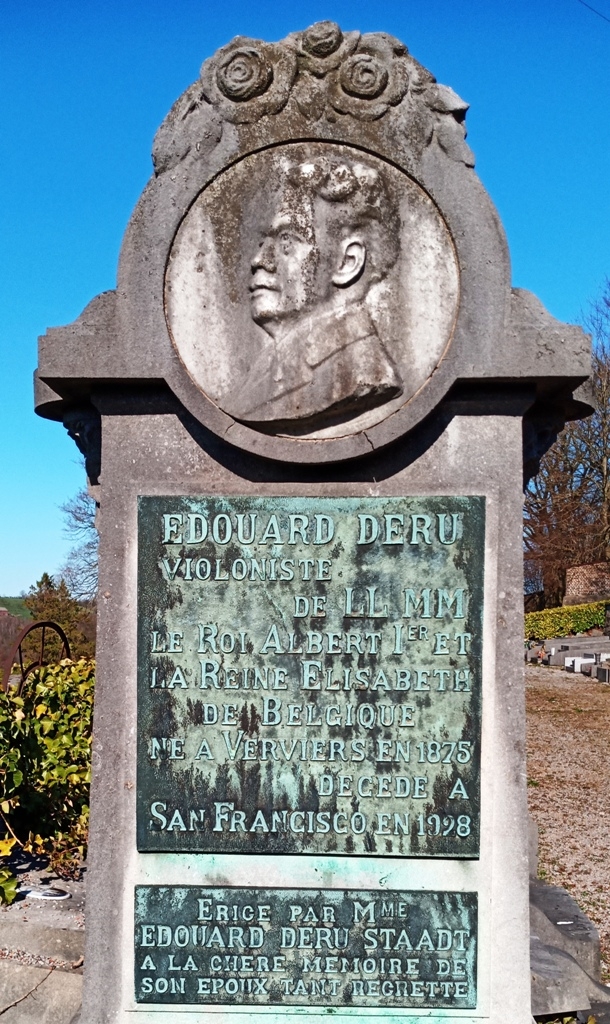 EDOUARD DERU
VIOLONISTE
DE LL MM
LE ROI ALBERT IER ET
LA REINE ELISABETH
DE BELGIQUE
NE A VERVIERS EN 1875
DECEDE A
SAN FRANCISCO EN 1928
ERIGE PAR MME
EDOUARD DERU STAADT
A LA CHERE MEMOIRE DE
SON EPOUX TANT REGRETTE